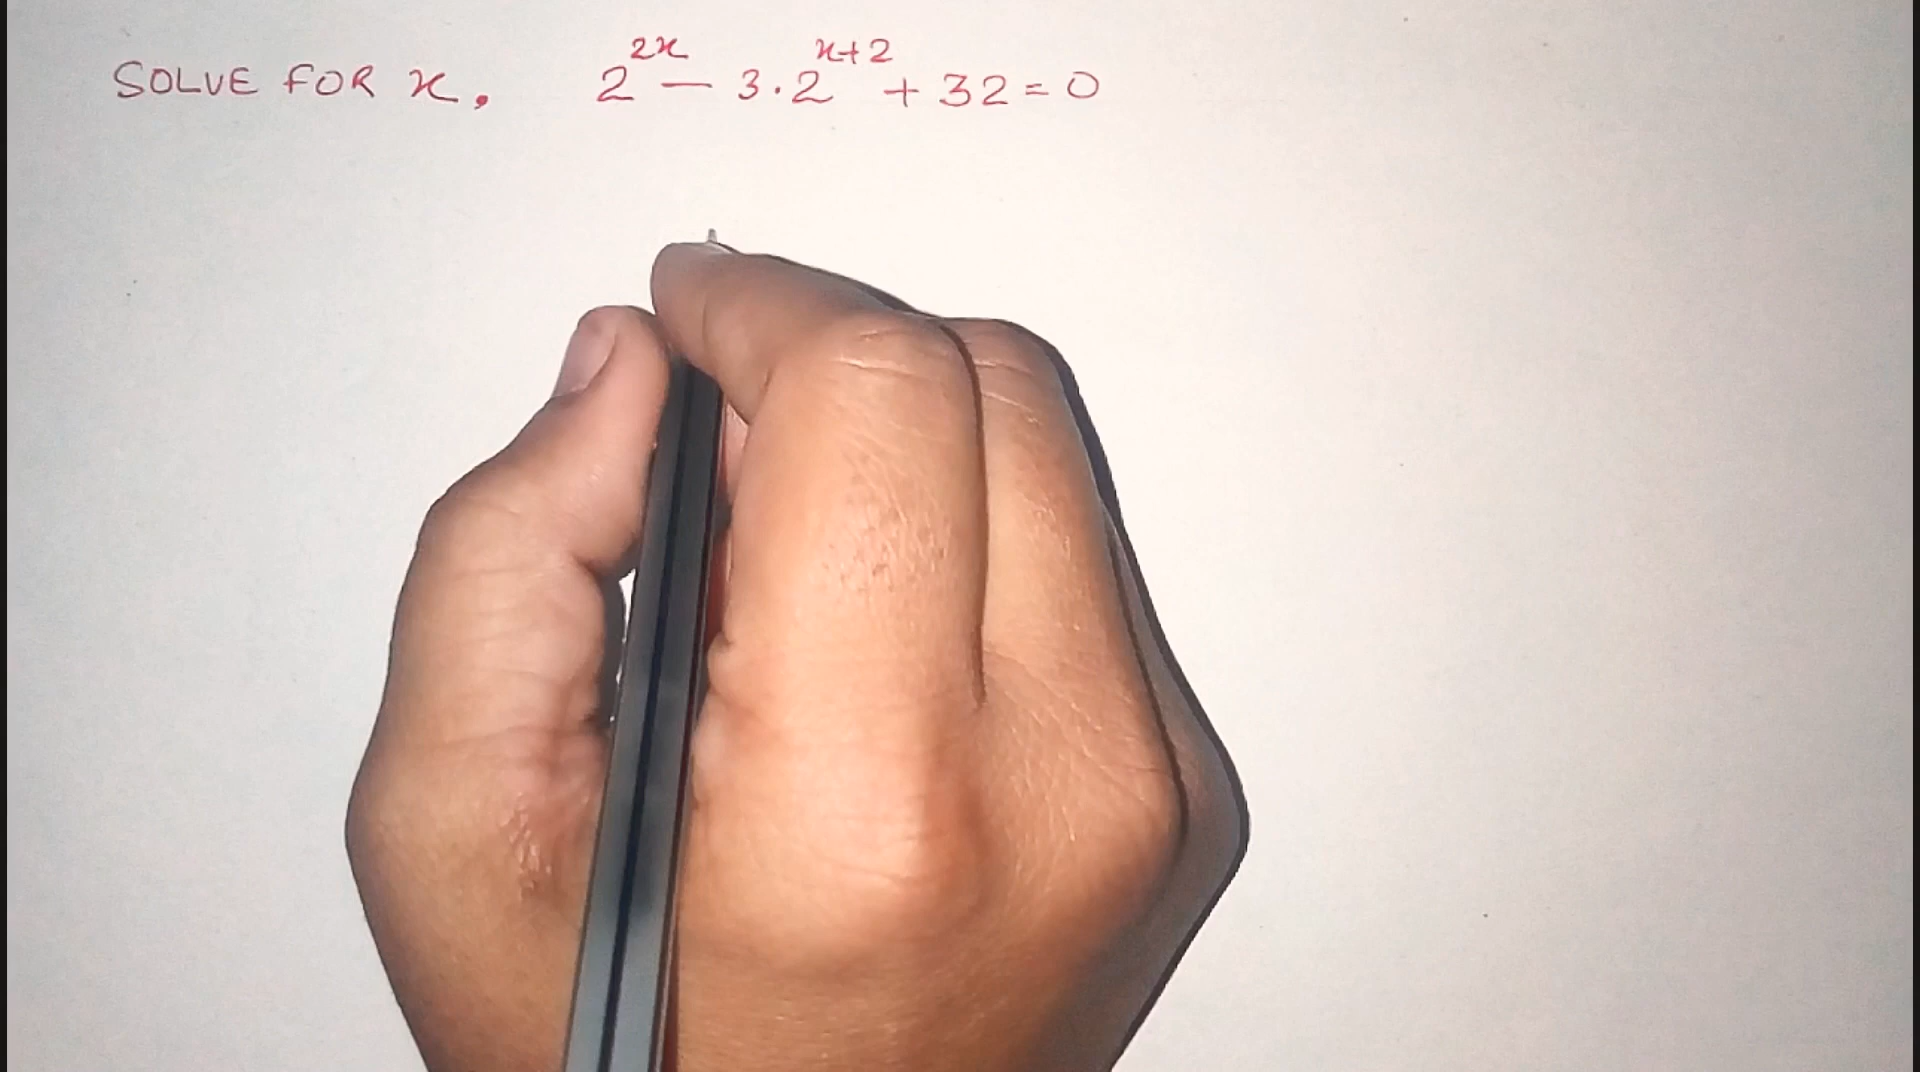 SOLVE FOR x, 2^{2x} - 3·2^{x+2} + 32 = 0